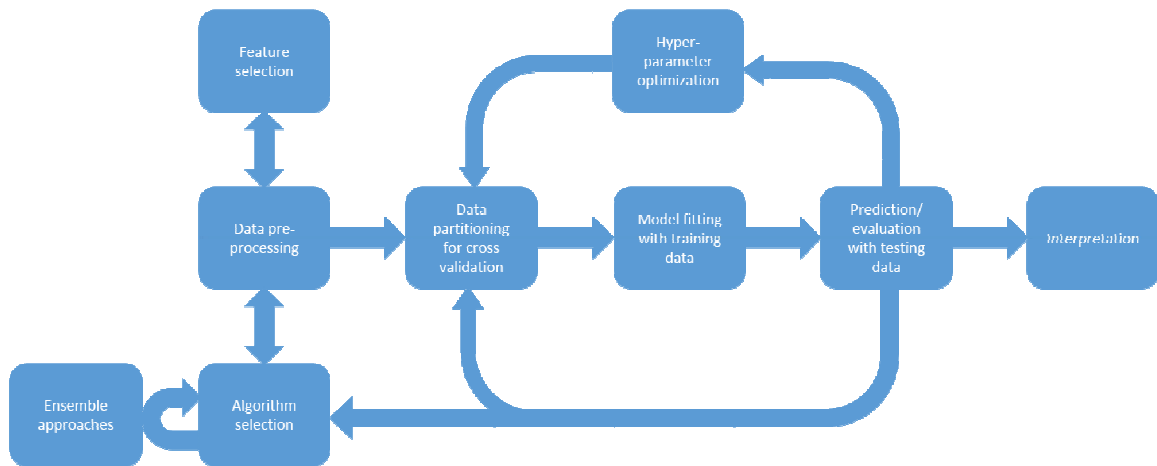 Feature
selection
Hyper-
parameter
optimization
Data pre-
processing
Data
partitioning
for cross
validation
Model fitting
with training
data
Prediction/
evaluation
with testing
data
Interpretation
Ensemble
approaches
Algorithm
selection